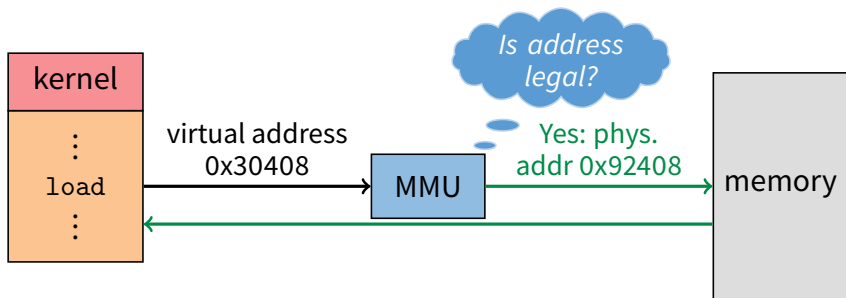 Is address
legal?
kernel
⋮
load
⋮
virtual address
0x30408
MMU
Yes: phys.
addr 0x92408
memory